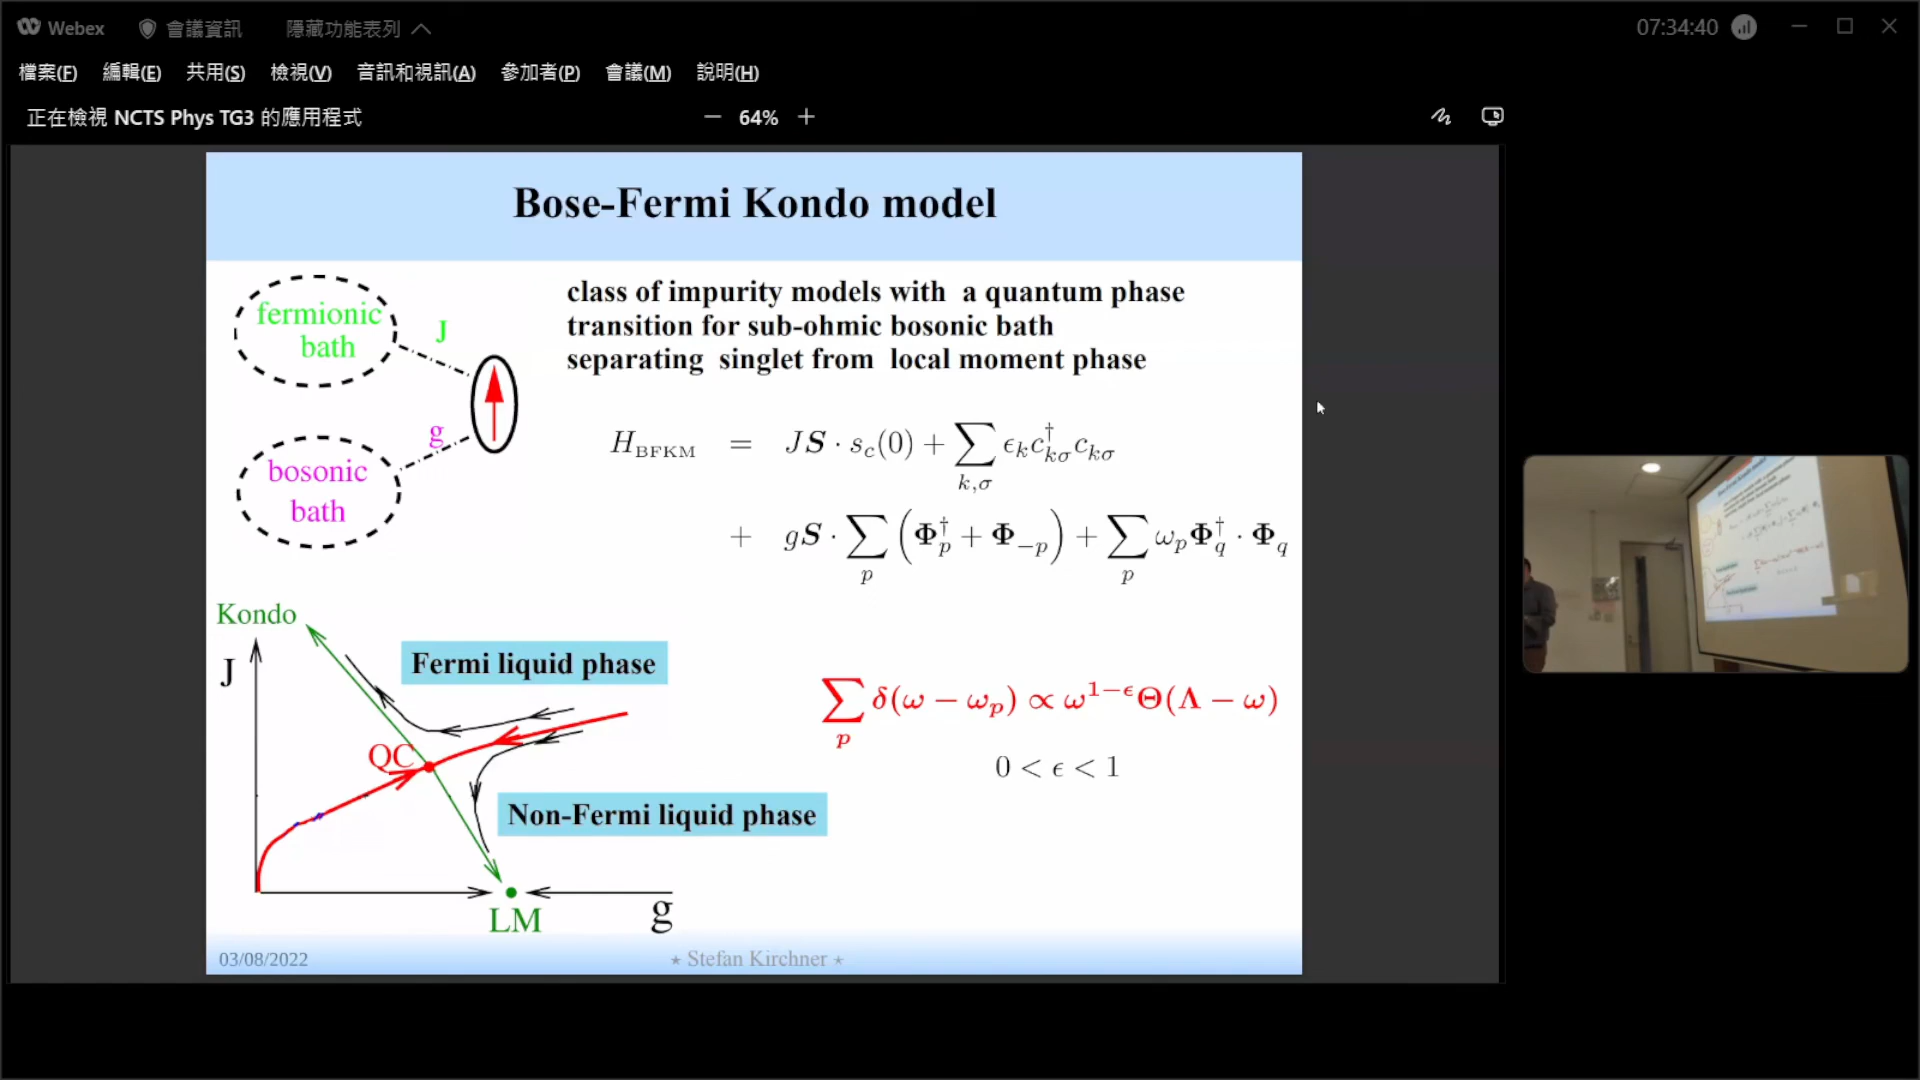 Webex 會議資訊 隱藏功能表列 07:34:40
檔案(F) 編輯(E) 共用(S) 檢視(V) 音訊和視訊(A) 參加者(P) 會議(M) 說明(H)
正在檢視 NCTS Phys TG3 的應用程式 — 64% +
Bose-Fermi Kondo model
fermionic
bath
J
g
bosonic
bath
class of impurity models with a quantum phase
transition for sub-ohmic bosonic bath
separating singlet from local moment phase
H_BFKM = J𝑺 · s_c(0) + ∑_{k,σ} ϵ_k c†_{kσ} c_{kσ}
+ g𝑺 · ∑_p (Φ†_p + Φ_{−p}) + ∑_p ω_p Φ†_q · Φ_q
Kondo
J
Fermi liquid phase
QC
Non-Fermi liquid phase
LM
g
∑_p δ(ω − ω_p) ∝ ω^{1−ϵ} Θ(Λ − ω)
0 < ϵ < 1
03/08/2022
⋆ Stefan Kirchner ⋆